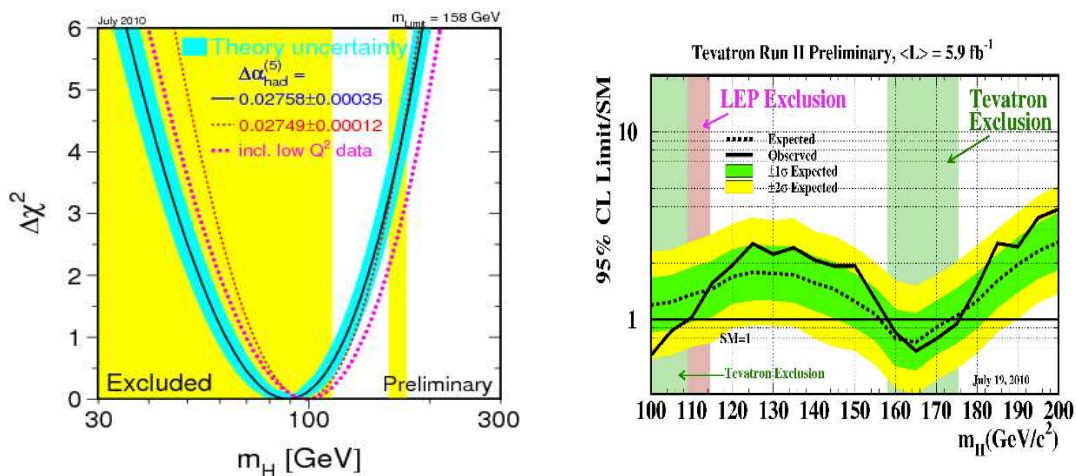 July 2010
m_Limit = 158 GeV
Theory uncertainty
Δα_had^(5) =
0.02758±0.00035
0.02749±0.00012
incl. low Q² data
Excluded
Preliminary
Δχ²
6
5
4
3
2
1
0
30
100
300
m_H [GeV]
Tevatron Run II Preliminary, <L> = 5.9 fb⁻¹
LEP Exclusion
Tevatron
Exclusion
Expected
Observed
±1σ Expected
±2σ Expected
SM=1
Tevatron Exclusion
July 19, 2010
95% CL Limit/SM
10
1
100 110 120 130 140 150 160 170 180 190 200
m_H(GeV/c²)